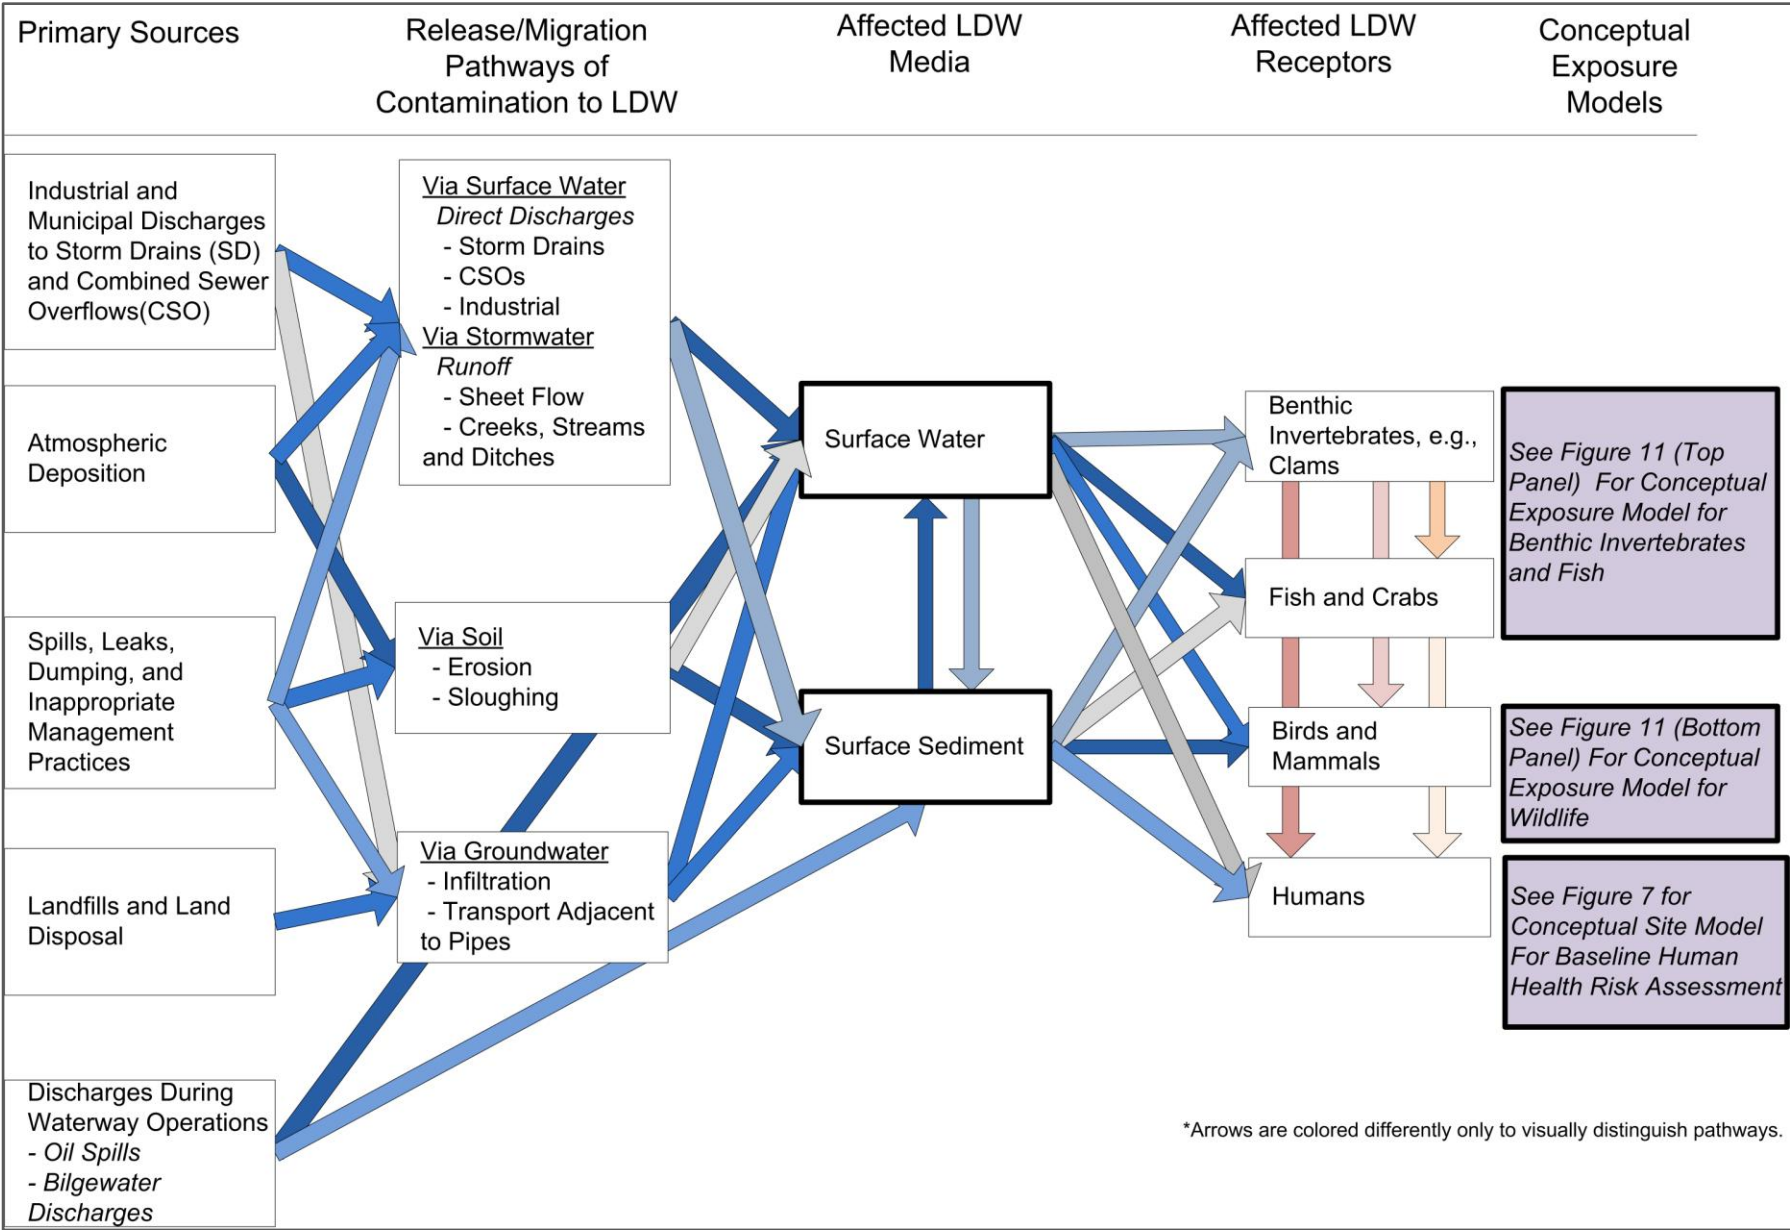 Primary Sources
Release/Migration
Pathways of
Contamination to LDW
Affected LDW
Media
Affected LDW
Receptors
Conceptual
Exposure
Models
Industrial and
Municipal Discharges
to Storm Drains (SD)
and Combined Sewer
Overflows(CSO)
Atmospheric
Deposition
Spills, Leaks,
Dumping, and
Inappropriate
Management
Practices
Landfills and Land
Disposal
Discharges During
Waterway Operations
- Oil Spills
- Bilgewater
Discharges
Via Surface Water
Direct Discharges
- Storm Drains
- CSOs
- Industrial
Via Stormwater
Runoff
- Sheet Flow
- Creeks, Streams
and Ditches
Via Soil
- Erosion
- Sloughing
Via Groundwater
- Infiltration
- Transport Adjacent
to Pipes
Surface Water
Surface Sediment
Benthic
Invertebrates, e.g.,
Clams
Fish and Crabs
Birds and
Mammals
Humans
See Figure 11 (Top
Panel) For Conceptual
Exposure Model for
Benthic Invertebrates
and Fish
See Figure 11 (Bottom
Panel) For Conceptual
Exposure Model for
Wildlife
See Figure 7 for
Conceptual Site Model
For Baseline Human
Health Risk Assessment
*Arrows are colored differently only to visually distinguish pathways.